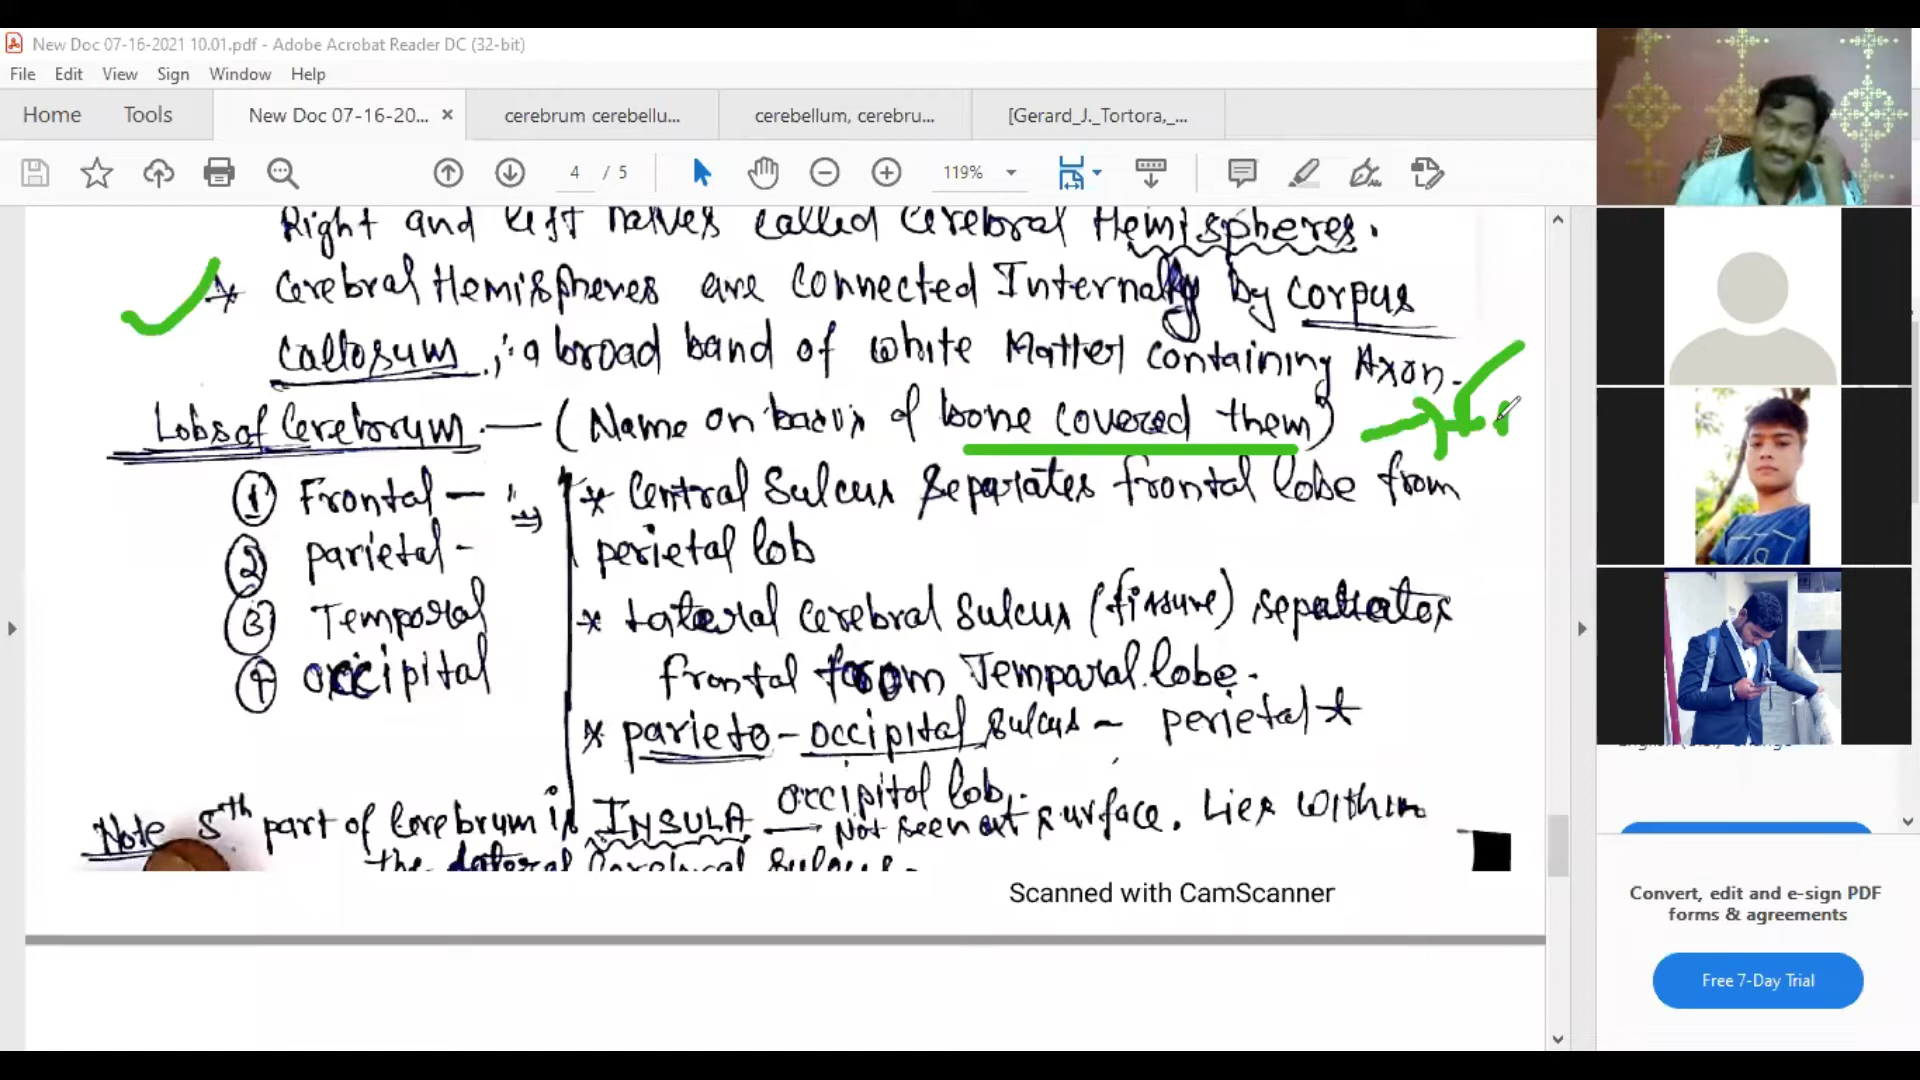 New Doc 07-16-2021 10.01.pdf - Adobe Acrobat Reader DC (32-bit)
File Edit View Sign Window Help
Home Tools New Doc 07-16-20... × cerebrum cerebellu... cerebellum, cerebru... [Gerard_J._Tortora,_...
4 / 5 119%
Right and Left halves called Cerebral Hemispheres.
* Cerebral Hemispheres are connected Internally by corpus
callosum, ; a broad band of white Matter containing Axon.
Lobs of Cerebrum — (Name on basis of bone covered them)
① Frontal —
② parietal -
③ Temporal
④ occipital
* Central Sulcus separates frontal lobe from
perietal lob
* Lateral Cerebral Sulcus (fissure) separates
frontal from Temporal lobe.
* parieto - occipital sulcus - perietal +
occipital lob.
Note 5th part of Cerebrum is INSULA — Not seen at surface. Lies within
the lateral Cerebral Sulcus.
Scanned with CamScanner
Convert, edit and e-sign PDF
forms & agreements
Free 7-Day Trial